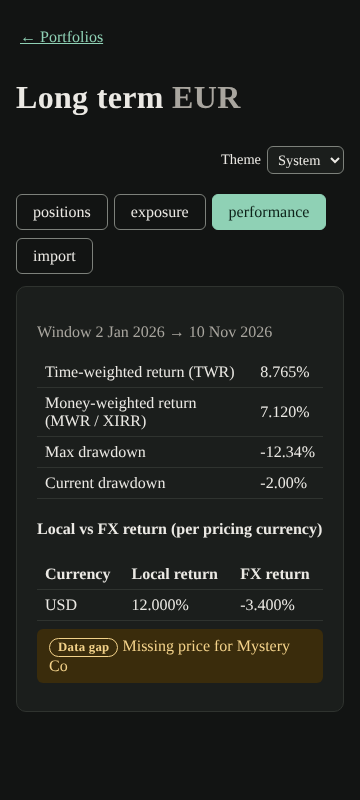 ← Portfolios
Long term EUR
Theme System
positions exposure performance
import
Window 2 Jan 2026 → 10 Nov 2026
Time-weighted return (TWR) 8.765%
Money-weighted return
(MWR / XIRR) 7.120%
Max drawdown -12.34%
Current drawdown -2.00%
Local vs FX return (per pricing currency)
Currency Local return FX return
USD 12.000% -3.400%
Data gap Missing price for Mystery
Co